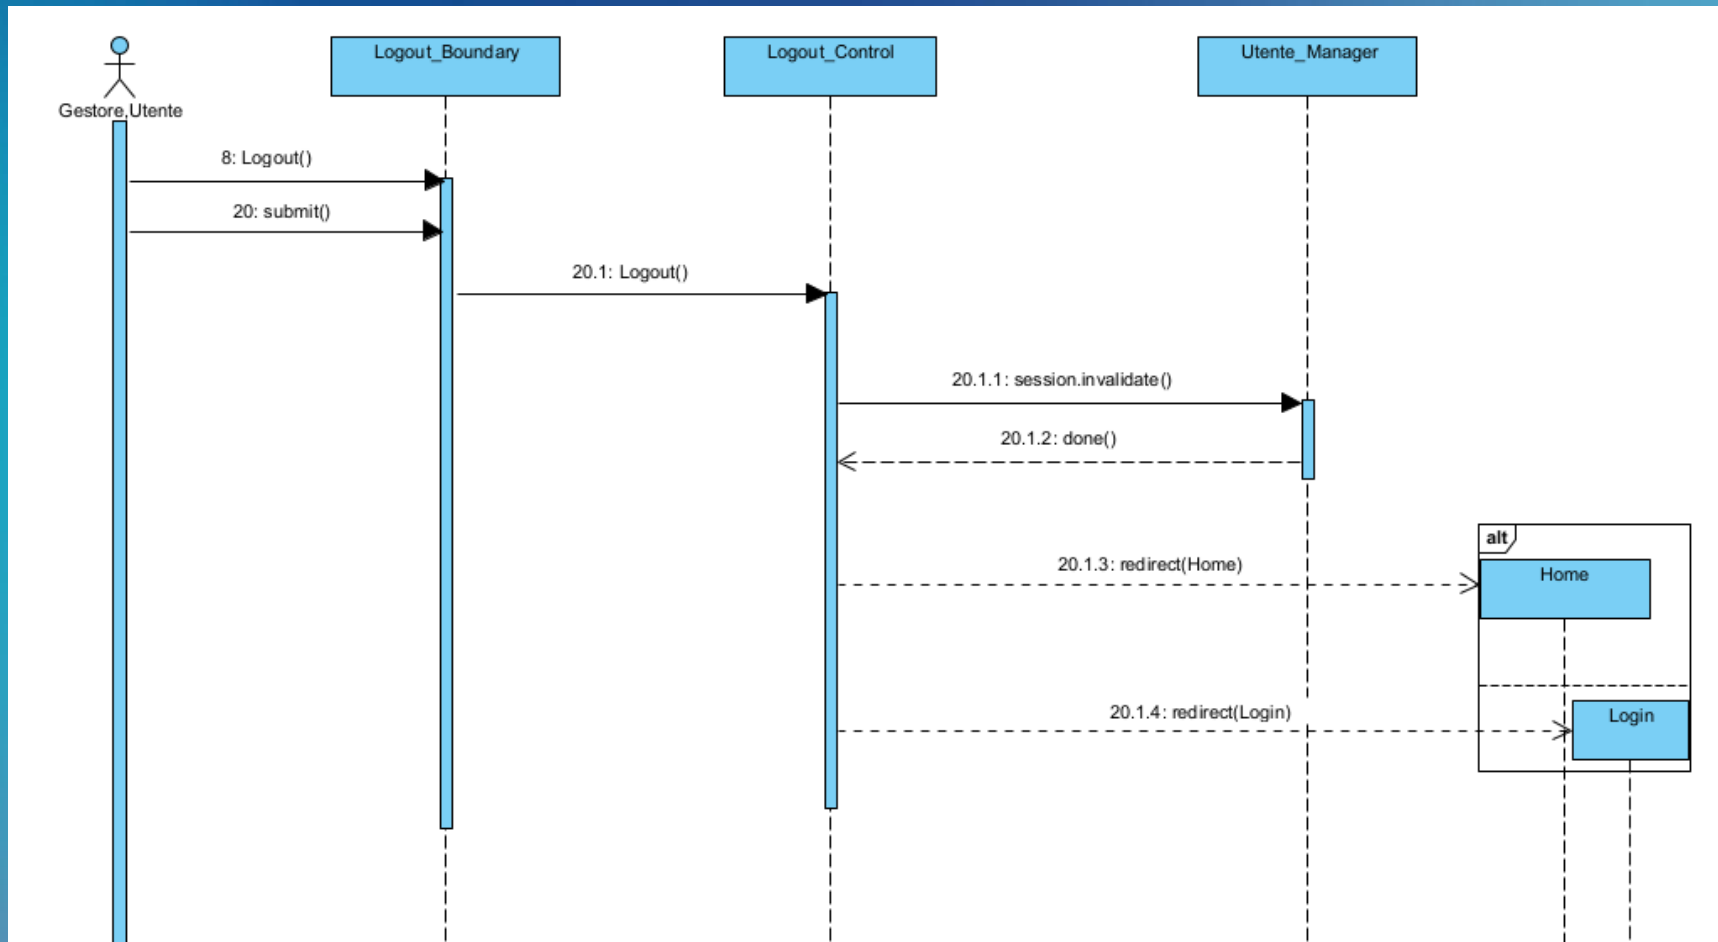 Logout_Boundary
Logout_Control
Utente_Manager
Gestore,Utente
8: Logout()
20: submit()
20.1: Logout()
20.1.1: session.invalidate()
20.1.2: done()
alt
20.1.3: redirect(Home)
Home
20.1.4: redirect(Login)
Login